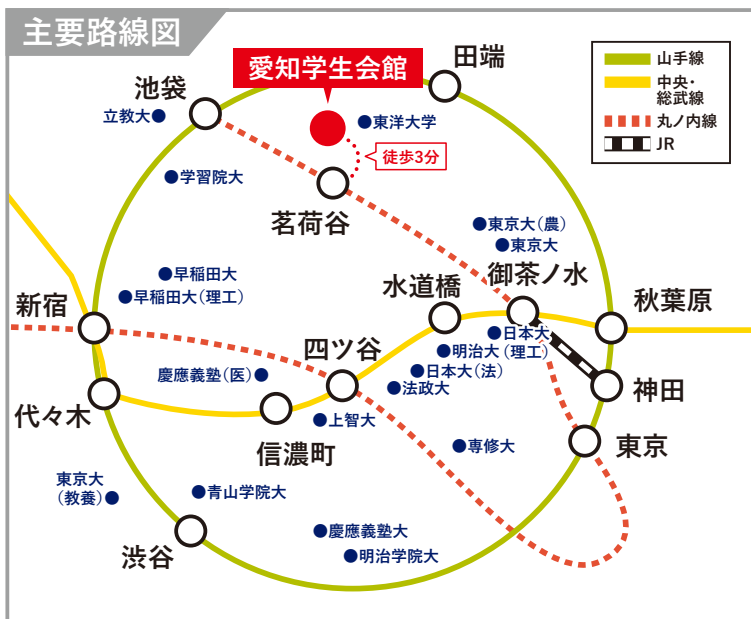 主要路線図
山手線
中央・
総武線
丸ノ内線
JR
田端
愛知学生会館
池袋
立教大
東洋大学
徒歩3分
学習院大
茗荷谷
東京大(農)
東京大
早稲田大
早稲田大(理工)
水道橋
御茶ノ水
秋葉原
新宿
四ツ谷
日本大
(理工)
明治大
日本大(法)
慶應義塾(医)
法政大
神田
代々木
信濃町
上智大
専修大
東京
東京大
(教養)
青山学院大
渋谷
慶應義塾大
明治学院大